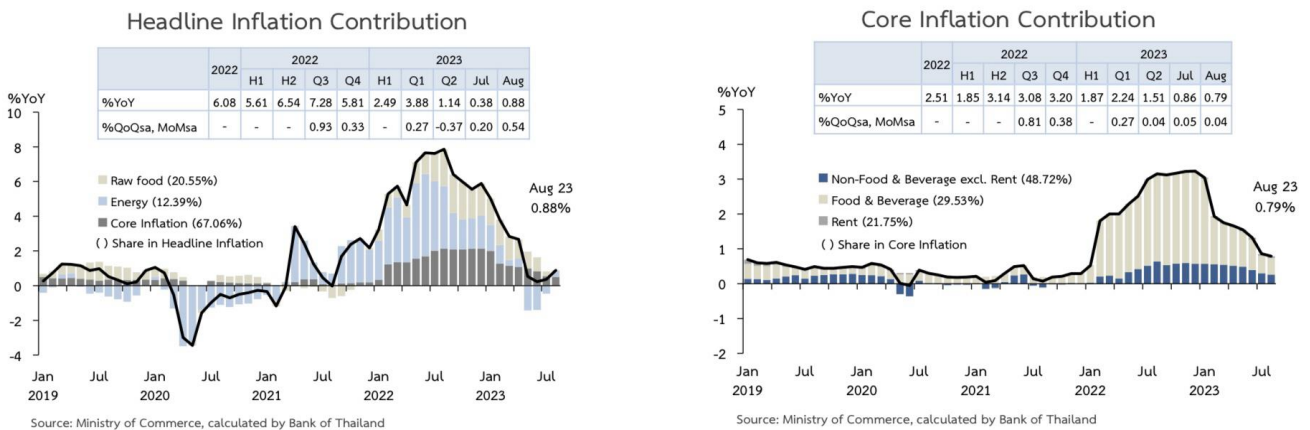 Headline Inflation Contribution
2022 2022 2023
H1 H2 Q3 Q4 H1 Q1 Q2 Jul Aug
%YoY 6.08 5.61 6.54 7.28 5.81 2.49 3.88 1.14 0.38 0.88
%QoQsa, MoMsa - - - 0.93 0.33 - 0.27 -0.37 0.20 0.54
%YoY
10
8
6
4
2
0
-2
-4
Raw food (20.55%)
Energy (12.39%)
Core Inflation (67.06%)
( ) Share in Headline Inflation
Aug 23
0.88%
Jan Jul Jan Jul Jan Jul Jan Jul Jan Jul
2019 2020 2021 2022 2023
Source: Ministry of Commerce, calculated by Bank of Thailand
Core Inflation Contribution
2022 2022 2023
H1 H2 Q3 Q4 H1 Q1 Q2 Jul Aug
%YoY 2.51 1.85 3.14 3.08 3.20 1.87 2.24 1.51 0.86 0.79
%QoQsa, MoMsa - - - 0.81 0.38 - 0.27 0.04 0.05 0.04
%YoY
5
4
3
2
1
0
-1
-2
Non-Food & Beverage excl. Rent (48.72%)
Food & Beverage (29.53%)
Rent (21.75%)
( ) Share in Core Inflation
Aug 23
0.79%
Jan Jul Jan Jul Jan Jul Jan Jul Jan Jul
2019 2020 2021 2022 2023
Source: Ministry of Commerce, calculated by Bank of Thailand